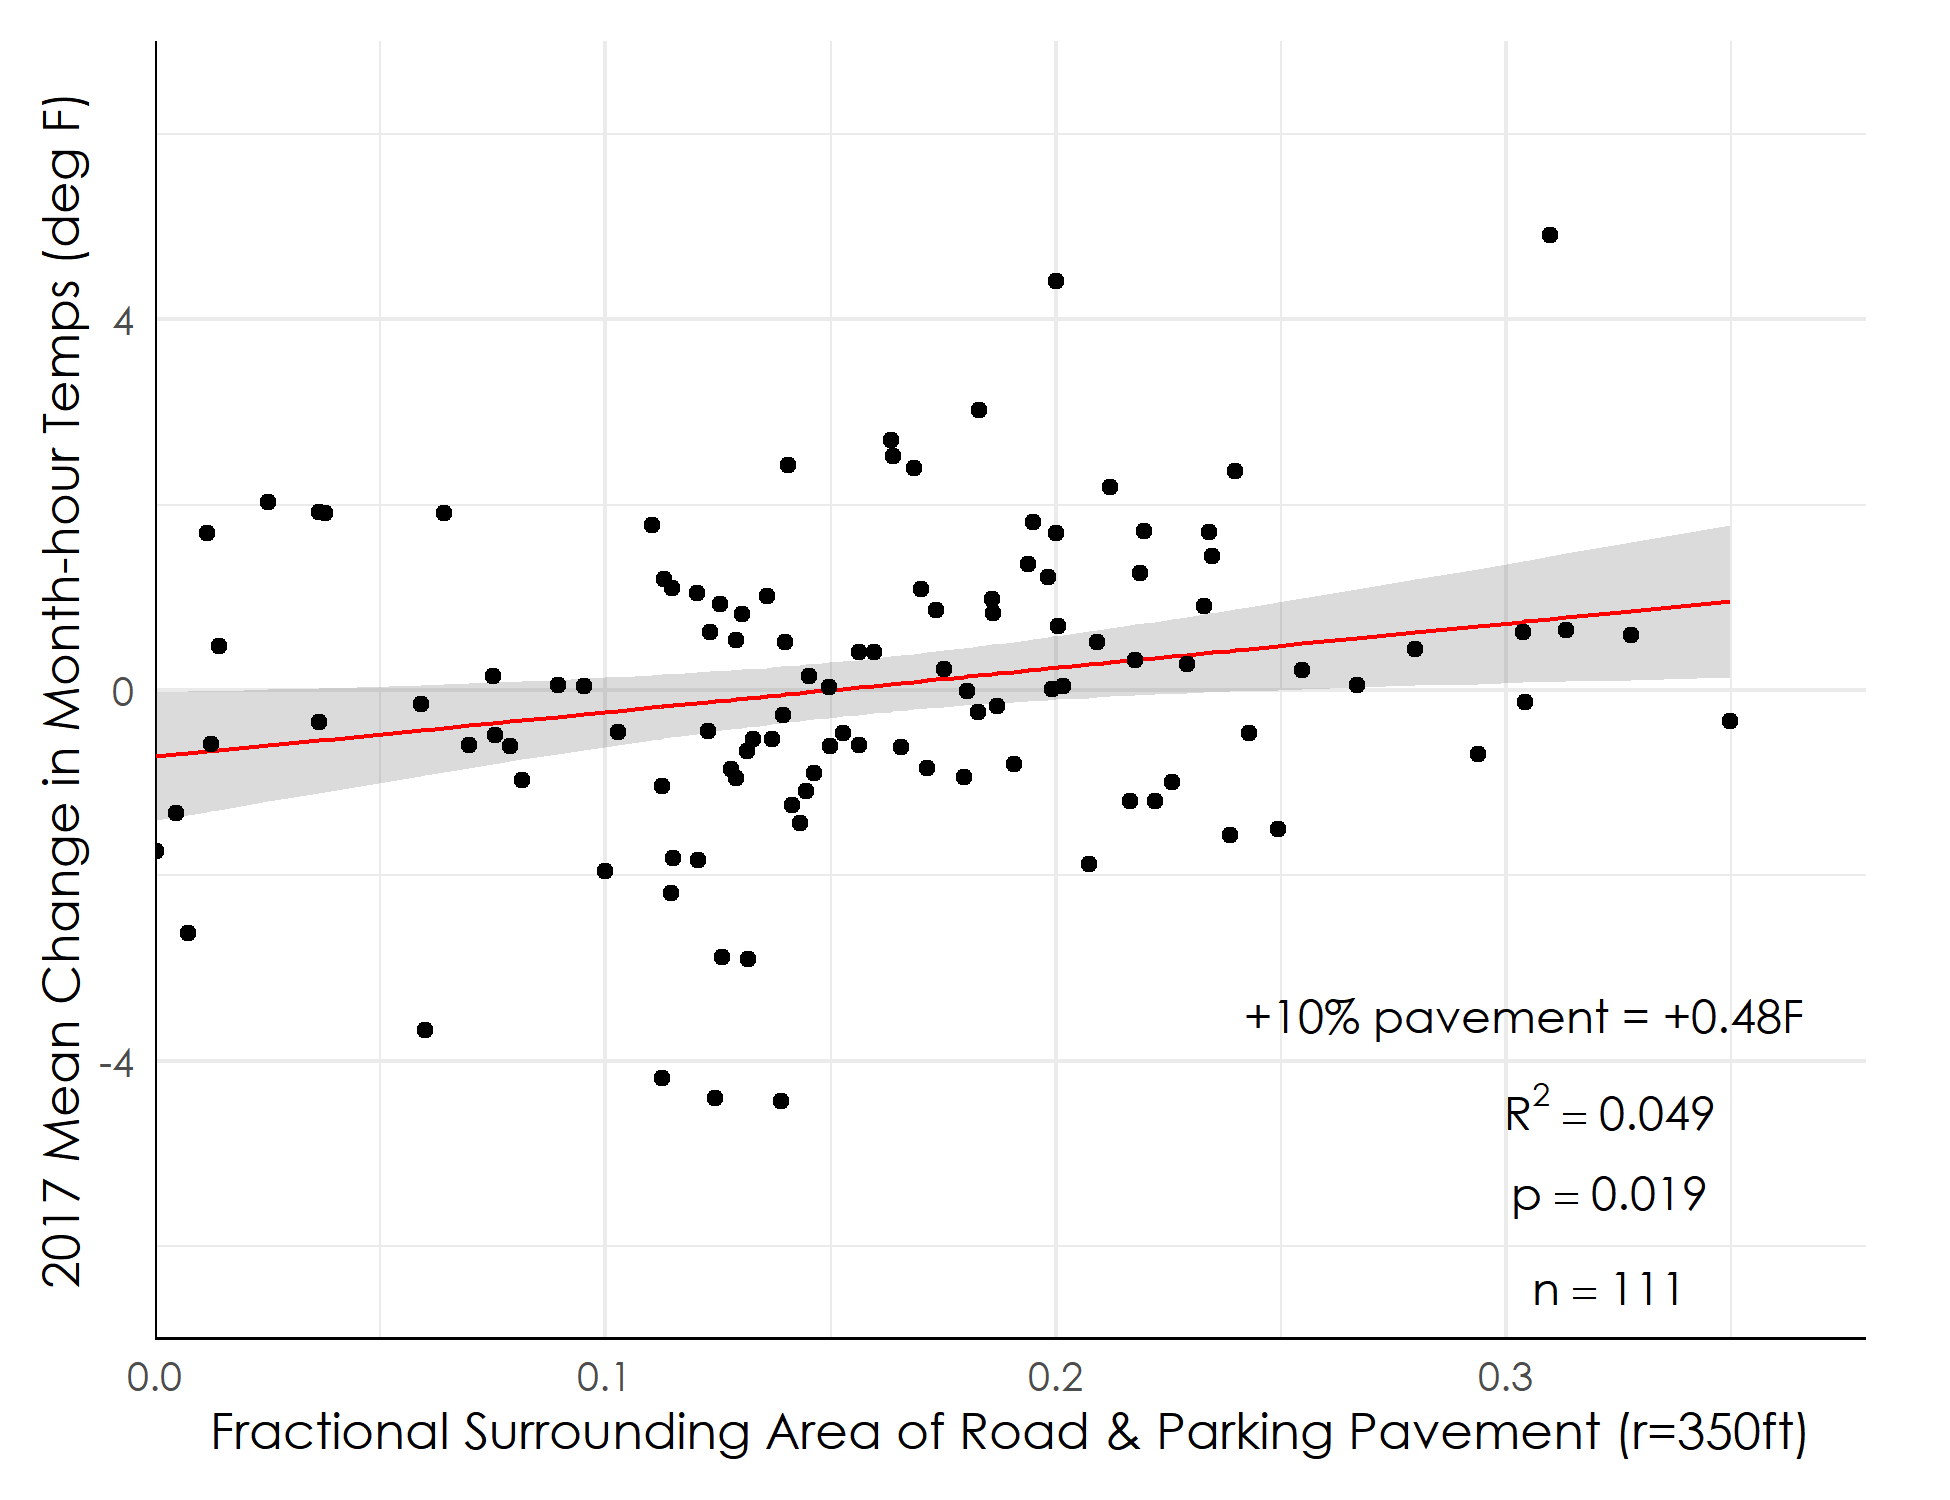 2017 Mean Change in Month-hour Temps (deg F)
4
0
-4
+10% pavement = +0.48F
R² = 0.049
p = 0.019
n = 111
0.0 0.1 0.2 0.3
Fractional Surrounding Area of Road & Parking Pavement (r=350ft)